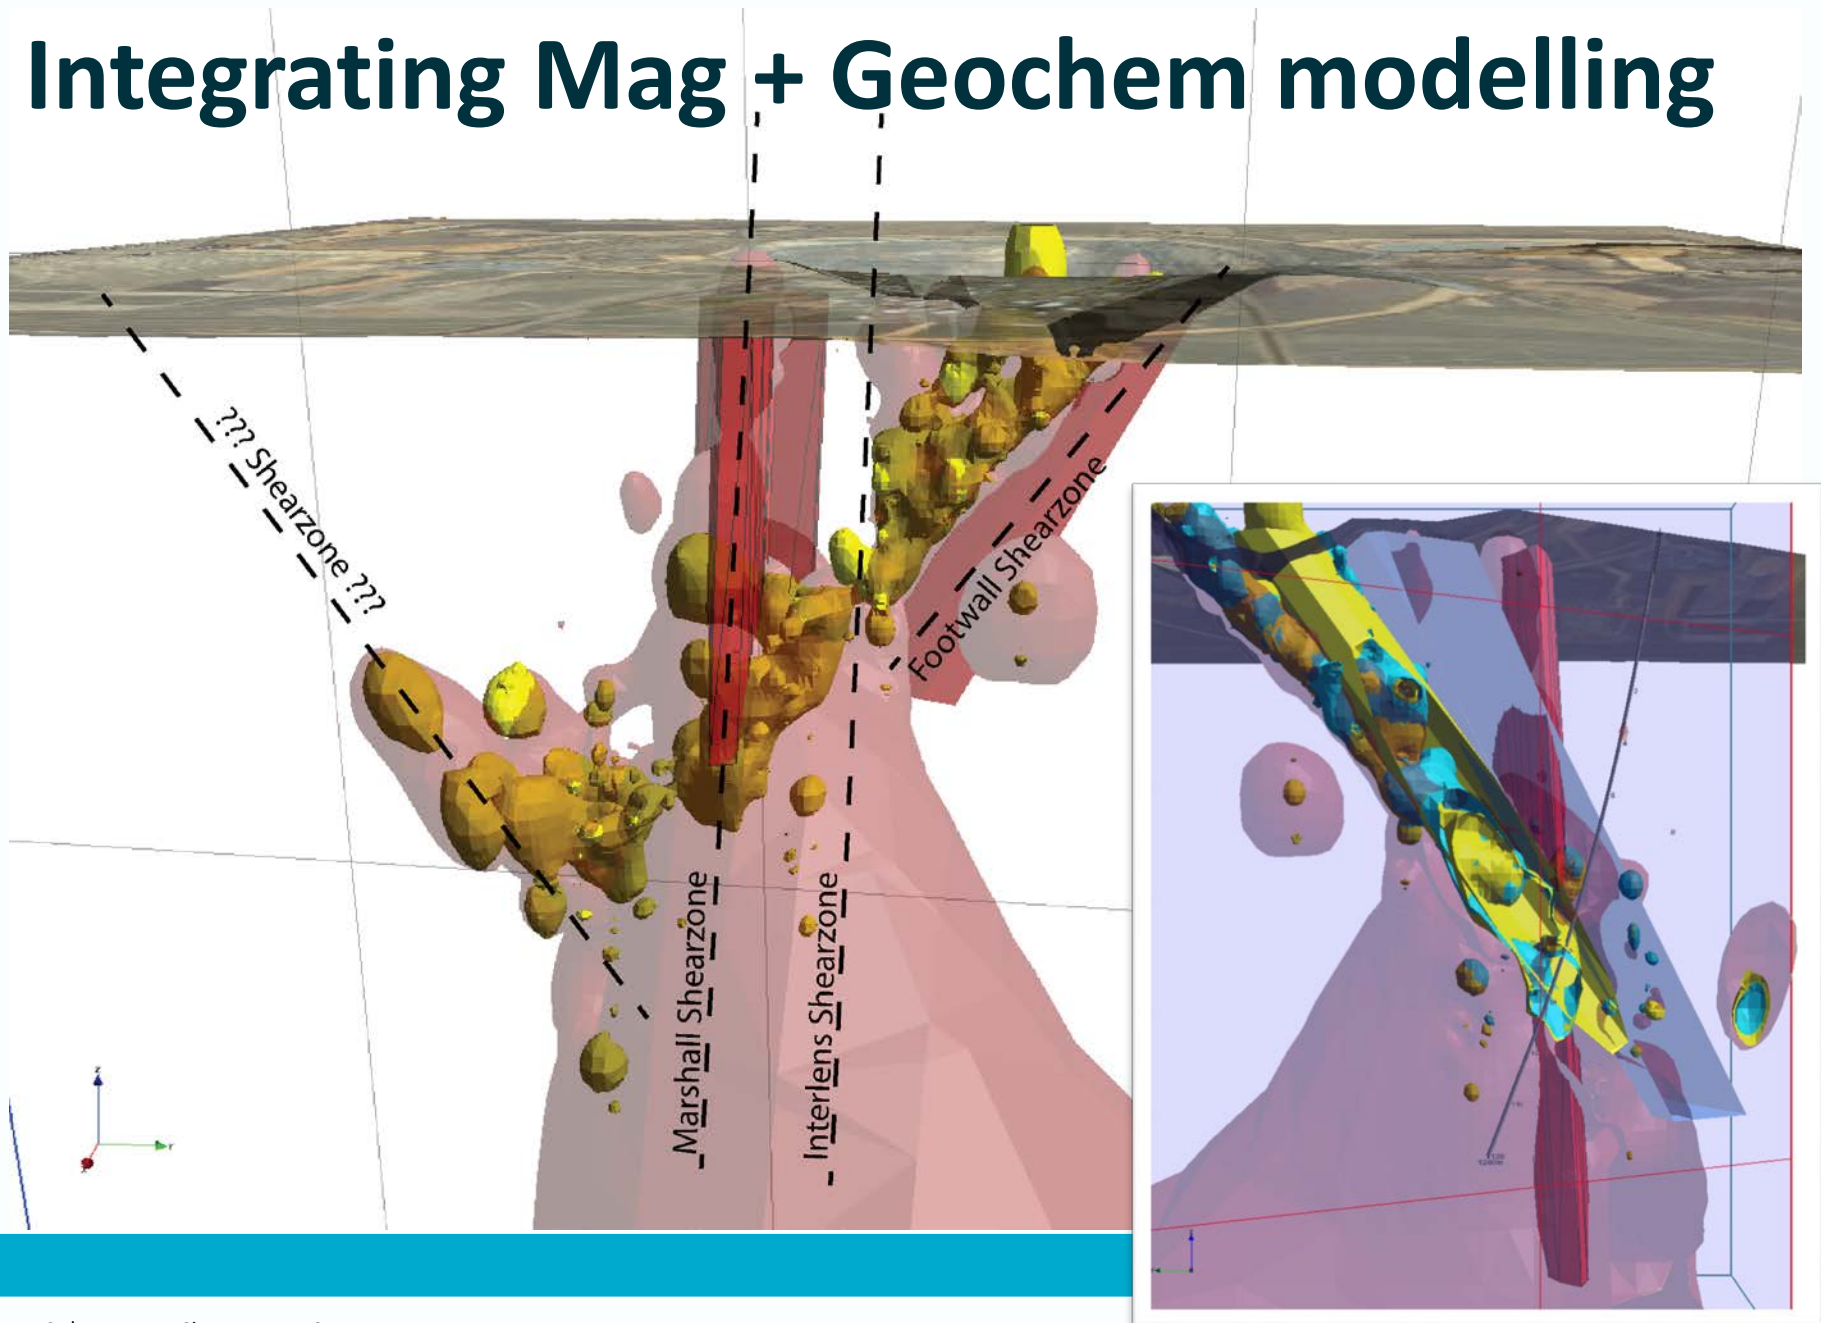 Integrating Mag + Geochem modelling
??? Shearzone ???
Footwall Shearzone
Marshall Shearzone
Interlens Shearzone
z